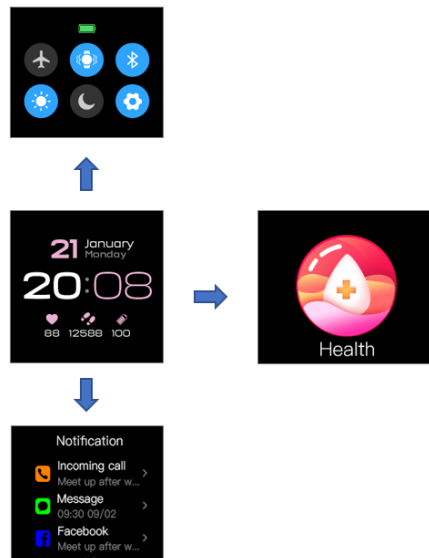 21 January
Monday
20:08
88 12588 100
Health
Notification
Incoming call
Meet up after w...
Message
09:30 09/02
Facebook
Meet up after w...